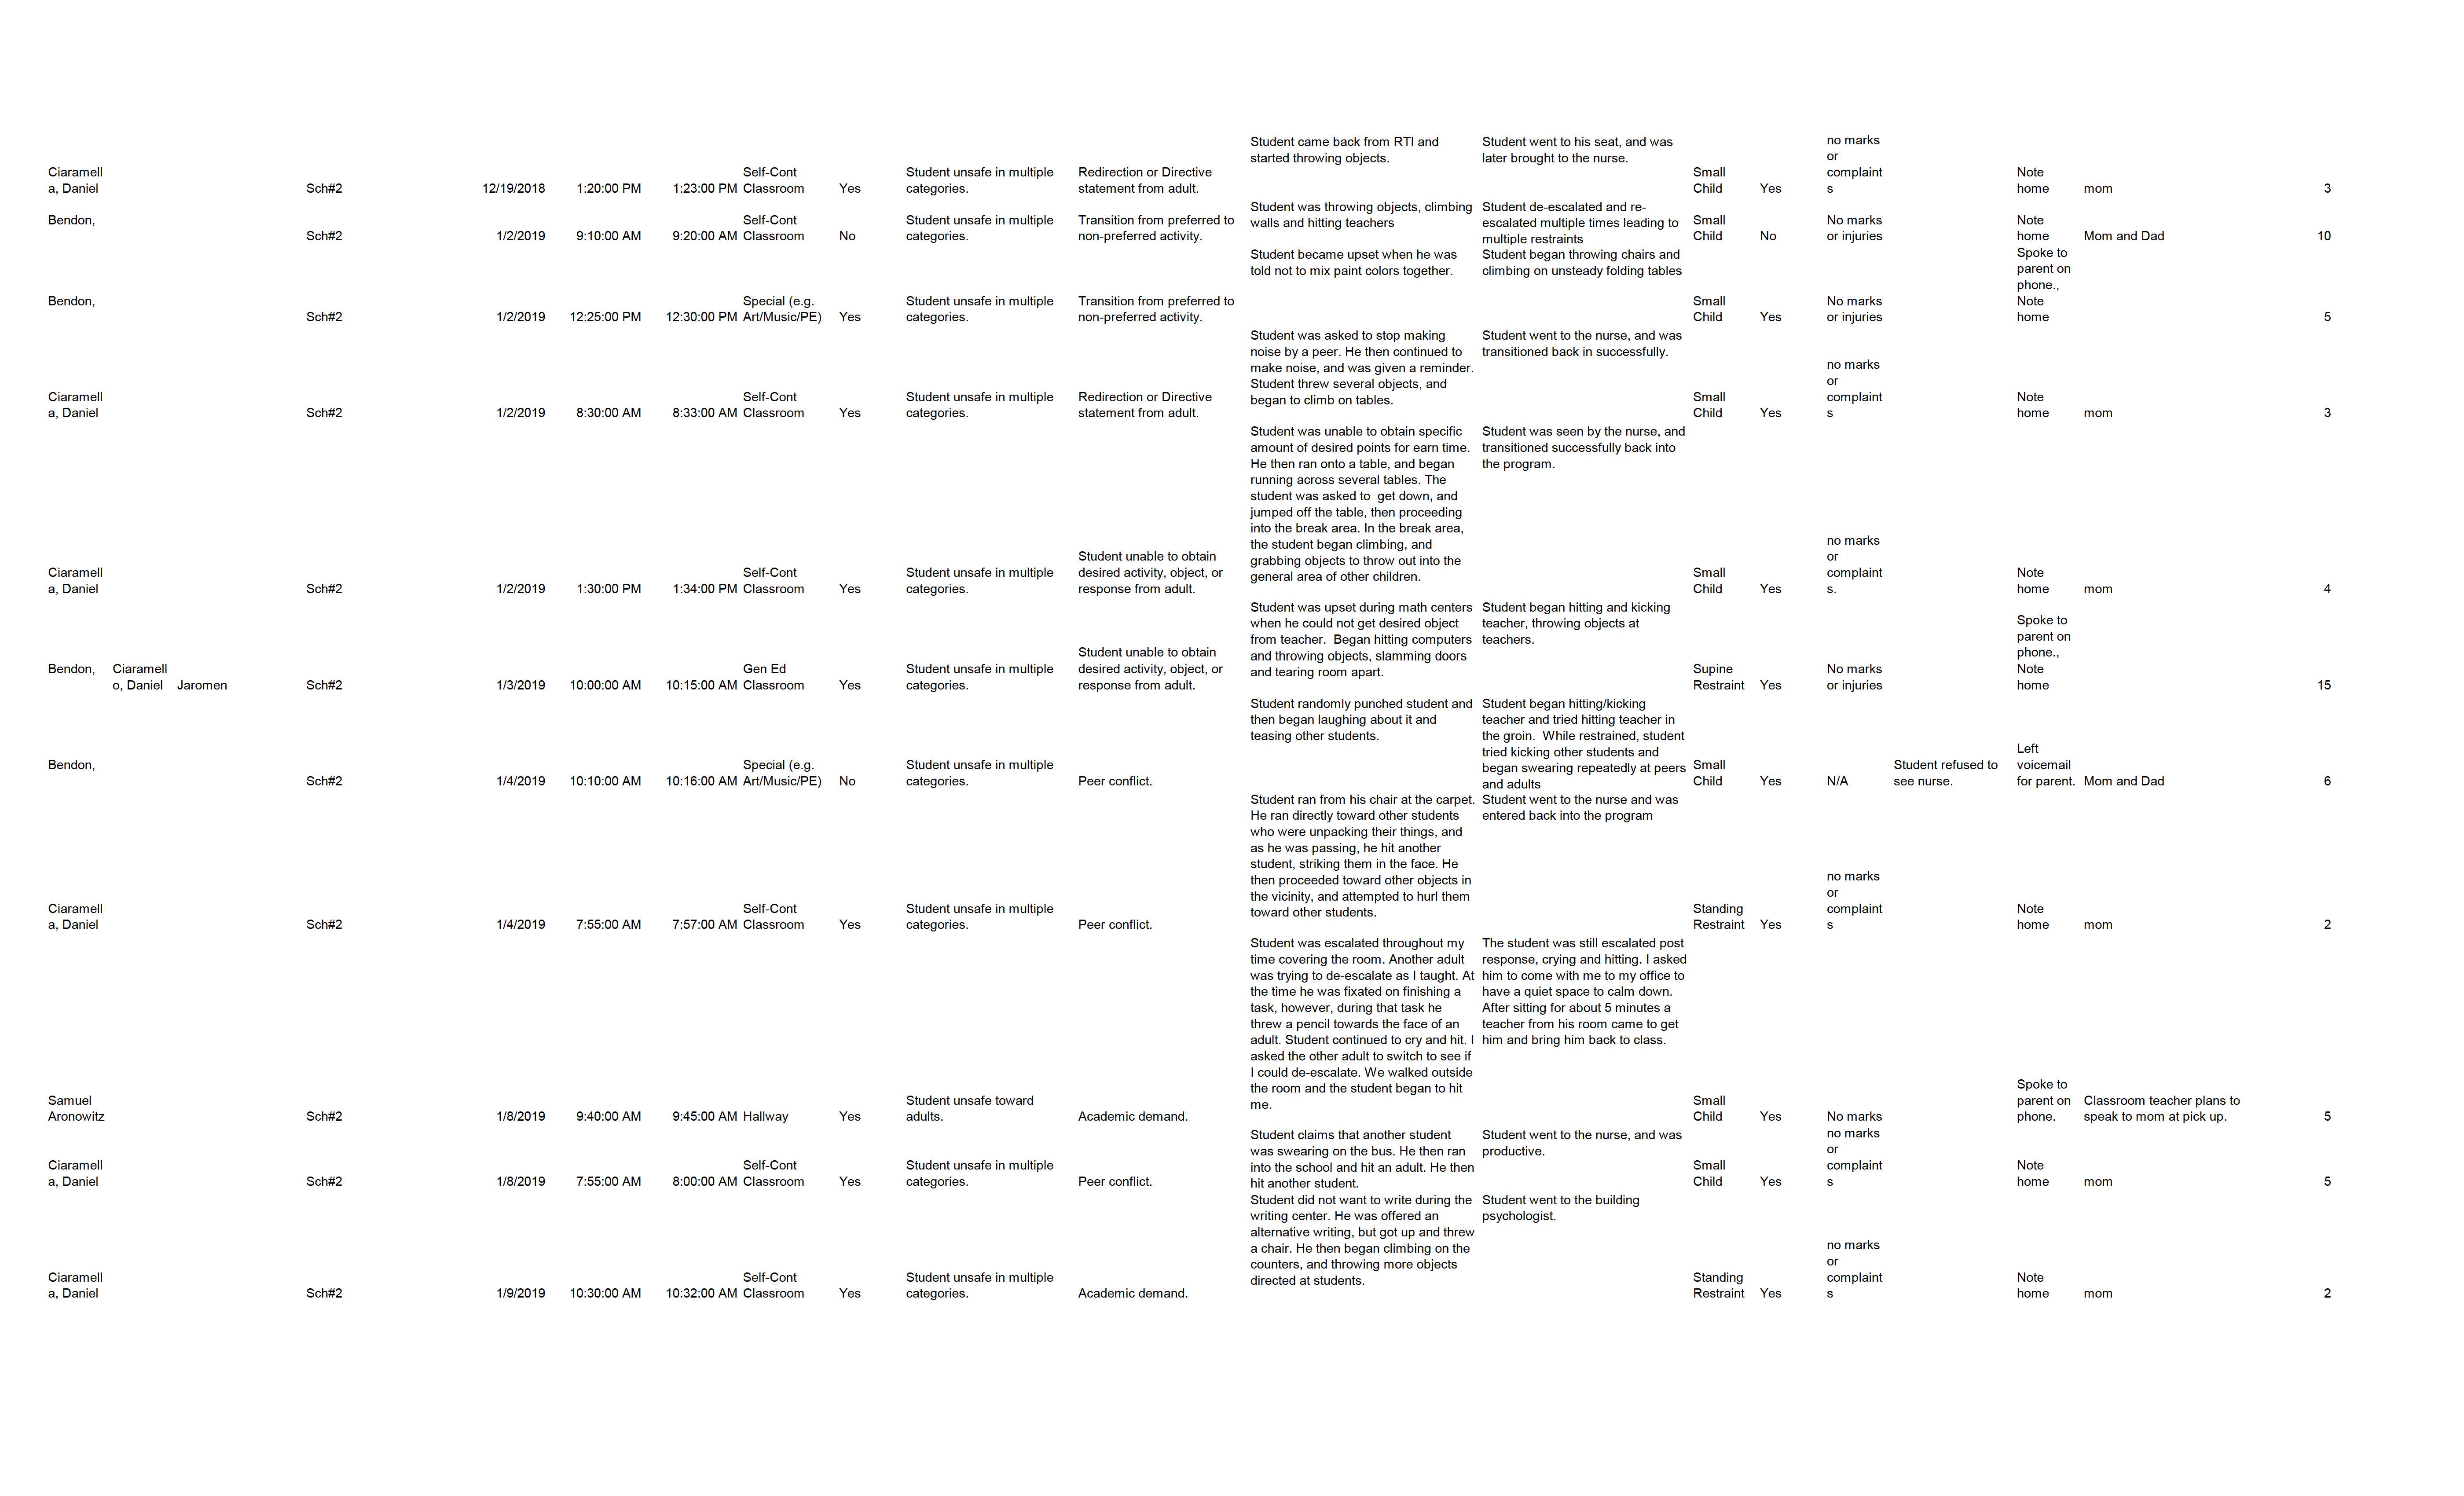 Student came back from RTI and
started throwing objects.
Student went to his seat, and was
later brought to the nurse.
Ciaramell
a, Daniel
Sch#2
12/19/2018
1:20:00 PM
1:23:00 PM
Self-Cont
Classroom
Yes
Student unsafe in multiple
categories.
Redirection or Directive
statement from adult.
Small
Child
Yes
no marks
or
complaint
s
Note
home
mom
3
Bendon,
Sch#2
1/2/2019
9:10:00 AM
9:20:00 AM
Self-Cont
Classroom
No
Student unsafe in multiple
categories.
Transition from preferred to
non-preferred activity.
Student was throwing objects, climbing
walls and hitting teachers
Student de-escalated and re-
escalated multiple times leading to
multiple restraints
Small
Child
No
No marks
or injuries
Note
home
Mom and Dad
10
Bendon,
Sch#2
1/2/2019
12:25:00 PM
12:30:00 PM
Special (e.g.
Art/Music/PE)
Yes
Student unsafe in multiple
categories.
Transition from preferred to
non-preferred activity.
Student became upset when he was
told not to mix paint colors together.
Student began throwing chairs and
climbing on unsteady folding tables
Small
Child
Yes
No marks
or injuries
Spoke to
parent on
phone.,
Note
home
5
Ciaramell
a, Daniel
Sch#2
1/2/2019
8:30:00 AM
8:33:00 AM
Self-Cont
Classroom
Yes
Student unsafe in multiple
categories.
Redirection or Directive
statement from adult.
Student was asked to stop making
noise by a peer. He then continued to
make noise, and was given a reminder.
Student threw several objects, and
began to climb on tables.
Student went to the nurse, and was
transitioned back in successfully.
Small
Child
Yes
no marks
or
complaint
s
Note
home
mom
3
Ciaramell
a, Daniel
Sch#2
1/2/2019
1:30:00 PM
1:34:00 PM
Self-Cont
Classroom
Yes
Student unsafe in multiple
categories.
Student unable to obtain
desired activity, object, or
response from adult.
Student was unable to obtain specific
amount of desired points for earn time.
He then ran onto a table, and began
running across several tables. The
student was asked to  get down, and
jumped off the table, then proceeding
into the break area. In the break area,
the student began climbing, and
grabbing objects to throw out into the
general area of other children.
Student was seen by the nurse, and
transitioned successfully back into
the program.
Small
Child
Yes
no marks
or
complaint
s.
Note
home
mom
4
Bendon,
Ciaramell
o, Daniel
Jaromen
Sch#2
1/3/2019
10:00:00 AM
10:15:00 AM
Gen Ed
Classroom
Yes
Student unsafe in multiple
categories.
Student unable to obtain
desired activity, object, or
response from adult.
Student was upset during math centers
when he could not get desired object
from teacher.  Began hitting computers
and throwing objects, slamming doors
and tearing room apart.
Student began hitting and kicking
teacher, throwing objects at
teachers.
Supine
Restraint
Yes
No marks
or injuries
Spoke to
parent on
phone.,
Note
home
15
Bendon,
Sch#2
1/4/2019
10:10:00 AM
10:16:00 AM
Special (e.g.
Art/Music/PE)
No
Student unsafe in multiple
categories.
Peer conflict.
Student randomly punched student and
then began laughing about it and
teasing other students.
Student began hitting/kicking
teacher and tried hitting teacher in
the groin.  While restrained, student
tried kicking other students and
began swearing repeatedly at peers
and adults
Small
Child
Yes
N/A
Student refused to
see nurse.
Left
voicemail
for parent.
Mom and Dad
6
Ciaramell
a, Daniel
Sch#2
1/4/2019
7:55:00 AM
7:57:00 AM
Self-Cont
Classroom
Yes
Student unsafe in multiple
categories.
Peer conflict.
Student ran from his chair at the carpet.
He ran directly toward other students
who were unpacking their things, and
as he was passing, he hit another
student, striking them in the face. He
then proceeded toward other objects in
the vicinity, and attempted to hurl them
toward other students.
Student went to the nurse and was
entered back into the program
Standing
Restraint
Yes
no marks
or
complaint
s
Note
home
mom
2
Samuel
Aronowitz
Sch#2
1/8/2019
9:40:00 AM
9:45:00 AM
Hallway
Yes
Student unsafe toward
adults.
Academic demand.
Student was escalated throughout my
time covering the room. Another adult
was trying to de-escalate as I taught. At
the time he was fixated on finishing a
task, however, during that task he
threw a pencil towards the face of an
adult. Student continued to cry and hit. I
asked the other adult to switch to see if
I could de-escalate. We walked outside
the room and the student began to hit
me.
The student was still escalated post
response, crying and hitting. I asked
him to come with me to my office to
have a quiet space to calm down.
After sitting for about 5 minutes a
teacher from his room came to get
him and bring him back to class.
Small
Child
Yes
No marks
Spoke to
parent on
phone.
Classroom teacher plans to
speak to mom at pick up.
5
Ciaramell
a, Daniel
Sch#2
1/8/2019
7:55:00 AM
8:00:00 AM
Self-Cont
Classroom
Yes
Student unsafe in multiple
categories.
Peer conflict.
Student claims that another student
was swearing on the bus. He then ran
into the school and hit an adult. He then
hit another student.
Student went to the nurse, and was
productive.
Small
Child
Yes
no marks
or
complaint
s
Note
home
mom
5
Ciaramell
a, Daniel
Sch#2
1/9/2019
10:30:00 AM
10:32:00 AM
Self-Cont
Classroom
Yes
Student unsafe in multiple
categories.
Academic demand.
Student did not want to write during the
writing center. He was offered an
alternative writing, but got up and threw
a chair. He then began climbing on the
counters, and throwing more objects
directed at students.
Student went to the building
psychologist.
Standing
Restraint
Yes
no marks
or
complaint
s
Note
home
mom
2